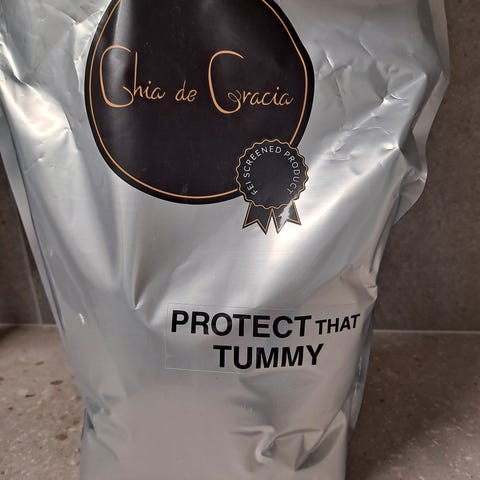 Chia de Gracia
FEI SCREENED PRODUCT
PROTECT THAT
TUMMY